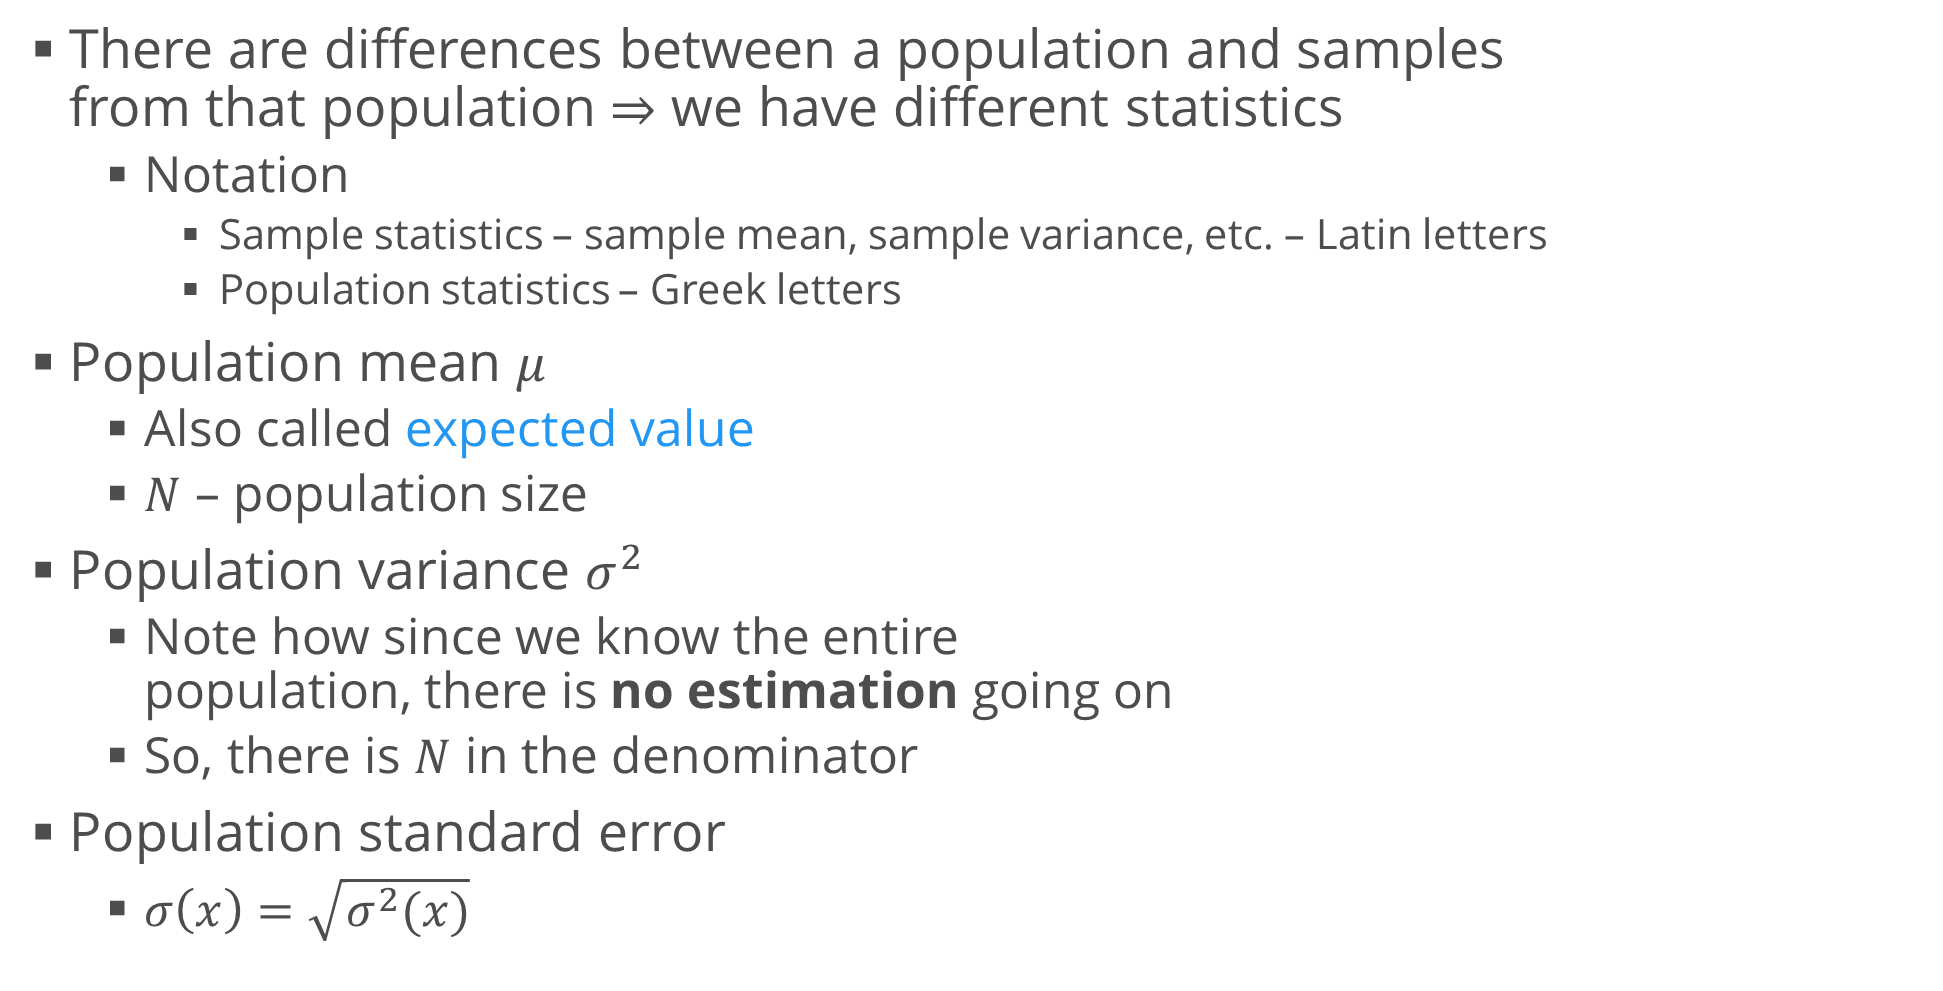 ▪ There are differences between a population and samples
from that population ⇒ we have different statistics
▪ Notation
▪ Sample statistics – sample mean, sample variance, etc. – Latin letters
▪ Population statistics – Greek letters
▪ Population mean 𝜇
▪ Also called expected value
▪ 𝑁 – population size
▪ Population variance 𝜎²
▪ Note how since we know the entire
population, there is no estimation going on
▪ So, there is 𝑁 in the denominator
▪ Population standard error
▪ 𝜎(𝑥) = √𝜎²(𝑥)